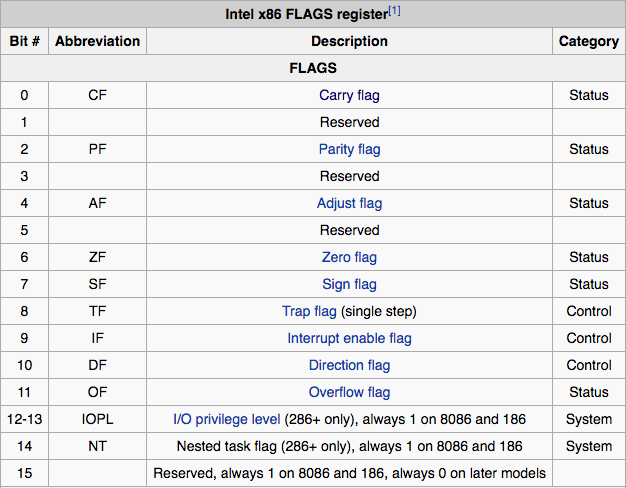 Intel x86 FLAGS register[1]
Bit # Abbreviation Description Category
FLAGS
0 CF Carry flag Status
1 Reserved
2 PF Parity flag Status
3 Reserved
4 AF Adjust flag Status
5 Reserved
6 ZF Zero flag Status
7 SF Sign flag Status
8 TF Trap flag (single step) Control
9 IF Interrupt enable flag Control
10 DF Direction flag Control
11 OF Overflow flag Status
12-13 IOPL I/O privilege level (286+ only), always 1 on 8086 and 186 System
14 NT Nested task flag (286+ only), always 1 on 8086 and 186 System
15 Reserved, always 1 on 8086 and 186, always 0 on later models